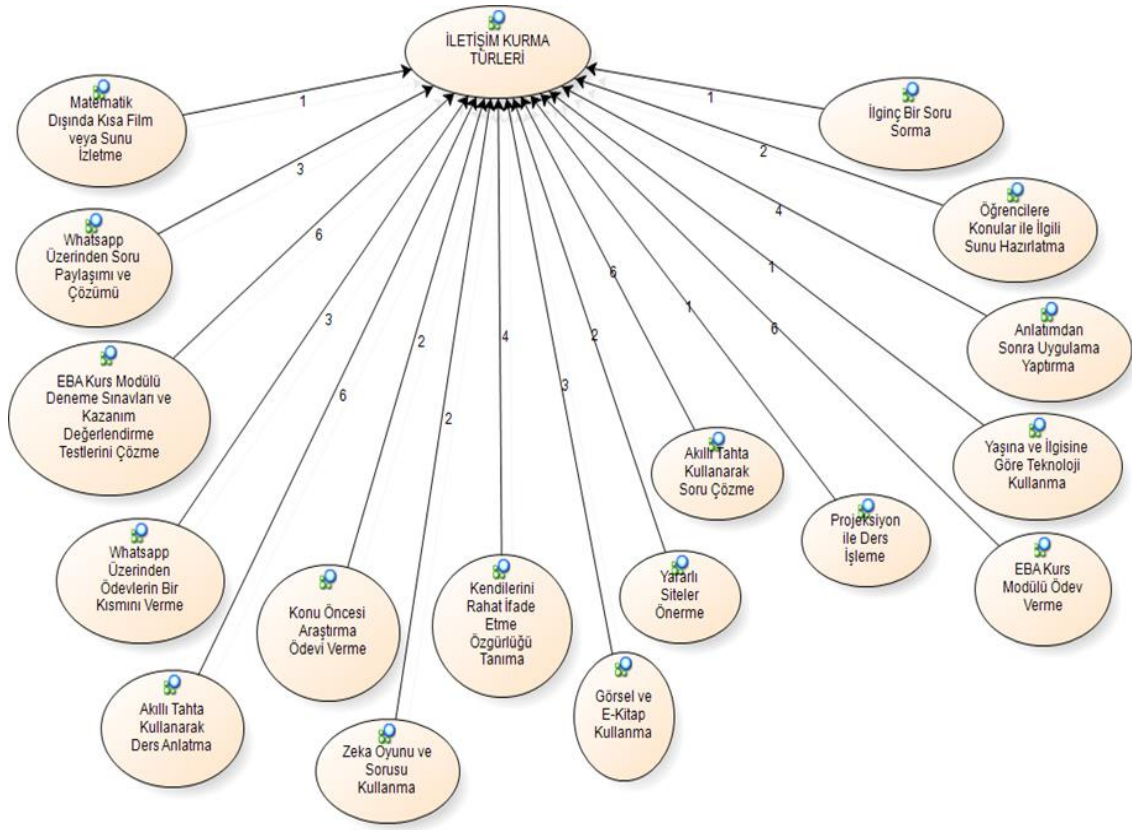 İLETİŞİM KURMA
TÜRLERİ
Matematik
Dışında Kısa Film
veya Sunu
İzletme
1
1
İlginç Bir Soru
Sorma
Whatsapp
Üzerinden Soru
Paylaşımı ve
Çözümü
3
2
Öğrencilere
Konular ile İlgili
Sunu Hazırlatma
EBA Kurs Modülü
Deneme Sınavları ve
Kazanım
Değerlendirme
Testlerini Çözme
6
4
Anlatımdan
Sonra Uygulama
Yaptırma
Whatsapp
Üzerinden
Ödevlerin Bir
Kısmını Verme
3
1
Yaşına ve İlgisine
Göre Teknoloji
Kullanma
Akıllı Tahta
Kullanarak
Ders Anlatma
6
6
EBA Kurs
Modülü Ödev
Verme
Konu Öncesi
Araştırma
Ödevi Verme
2
1
Projeksiyon
ile Ders
İşleme
Zeka Oyunu ve
Sorusu
Kullanma
2
6
Akıllı Tahta
Kullanarak
Soru Çözme
Kendilerini
Rahat İfade
Etme
Özgürlüğü
Tanıma
4
2
Yararlı
Siteler
Önerme
3
Görsel ve
E-Kitap
Kullanma